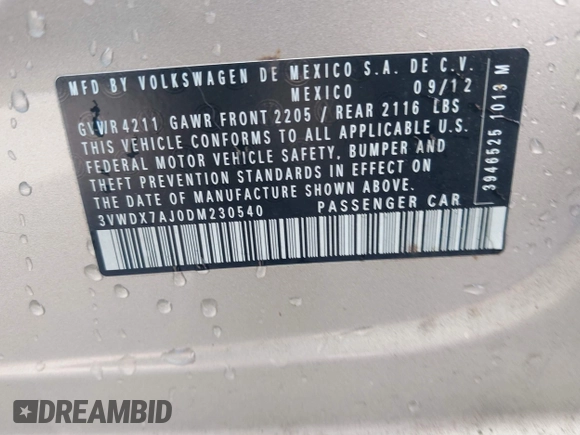 MFD BY VOLKSWAGEN DE MEXICO S.A. DE C.V.
MEXICO 09/12
GVWR 4211 GAWR FRONT 2205 / REAR 2116 LBS
THIS VEHICLE CONFORMS TO ALL APPLICABLE U.S.
FEDERAL MOTOR VEHICLE SAFETY, BUMPER AND
THEFT PREVENTION STANDARDS IN EFFECT ON
THE DATE OF MANUFACTURE SHOWN ABOVE.
3VWDX7AJ0DM230540 PASSENGER CAR
3946525 1013 M
DREAMBID